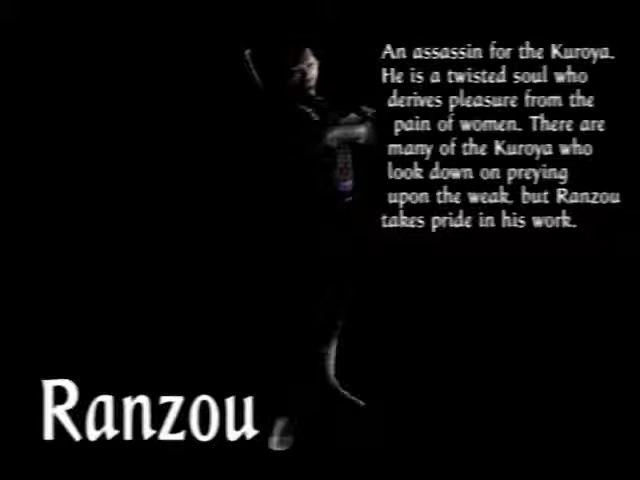 An assassin for the Kuroya.
He is a twisted soul who
derives pleasure from the
pain of women. There are
many of the Kuroya who
look down on preying
upon the weak, but Ranzou
takes pride in his work.
Ranzou